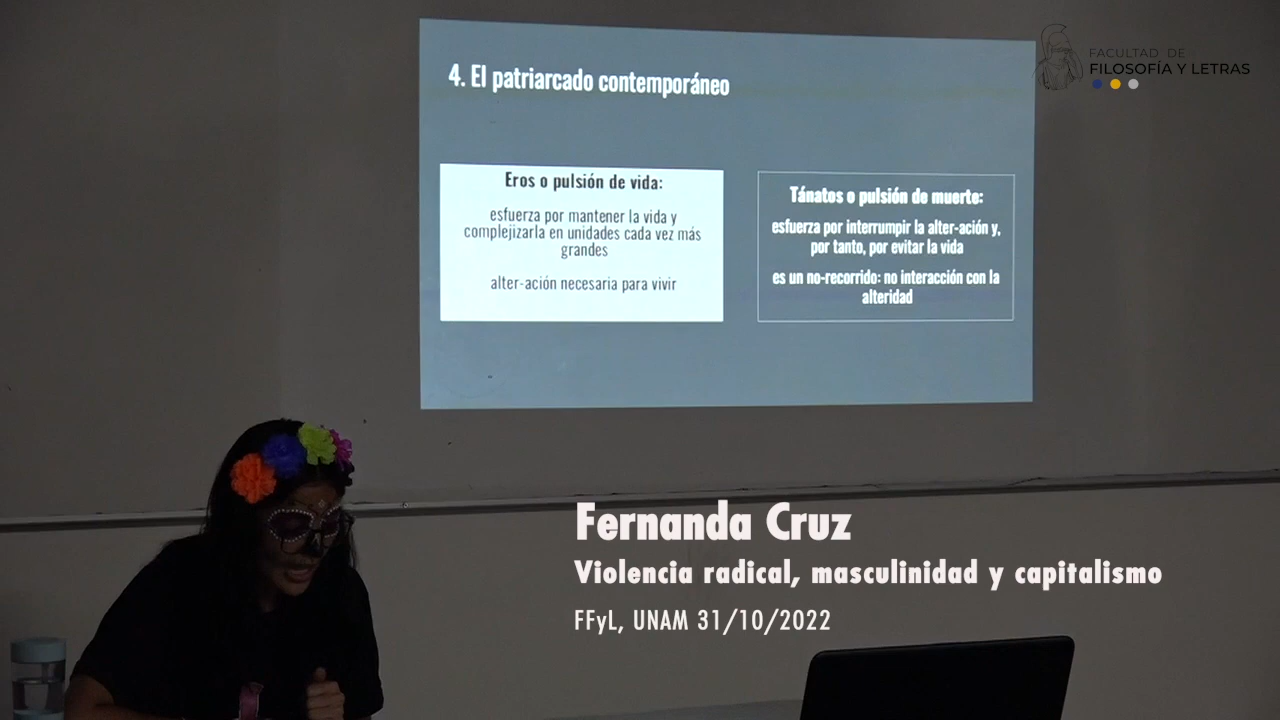 FACULTAD DE
FILOSOFÍA Y LETRAS
4. El patriarcado contemporáneo
Eros o pulsión de vida:
esfuerza por mantener la vida y
complejizarla en unidades cada vez más
grandes
alter-ación necesaria para vivir
Tánatos o pulsión de muerte:
esfuerza por interrumpir la alter-ación y,
por tanto, por evitar la vida
es un no-recorrido: no interacción con la
alteridad
Fernanda Cruz
Violencia radical, masculinidad y capitalismo
FFyL, UNAM 31/10/2022